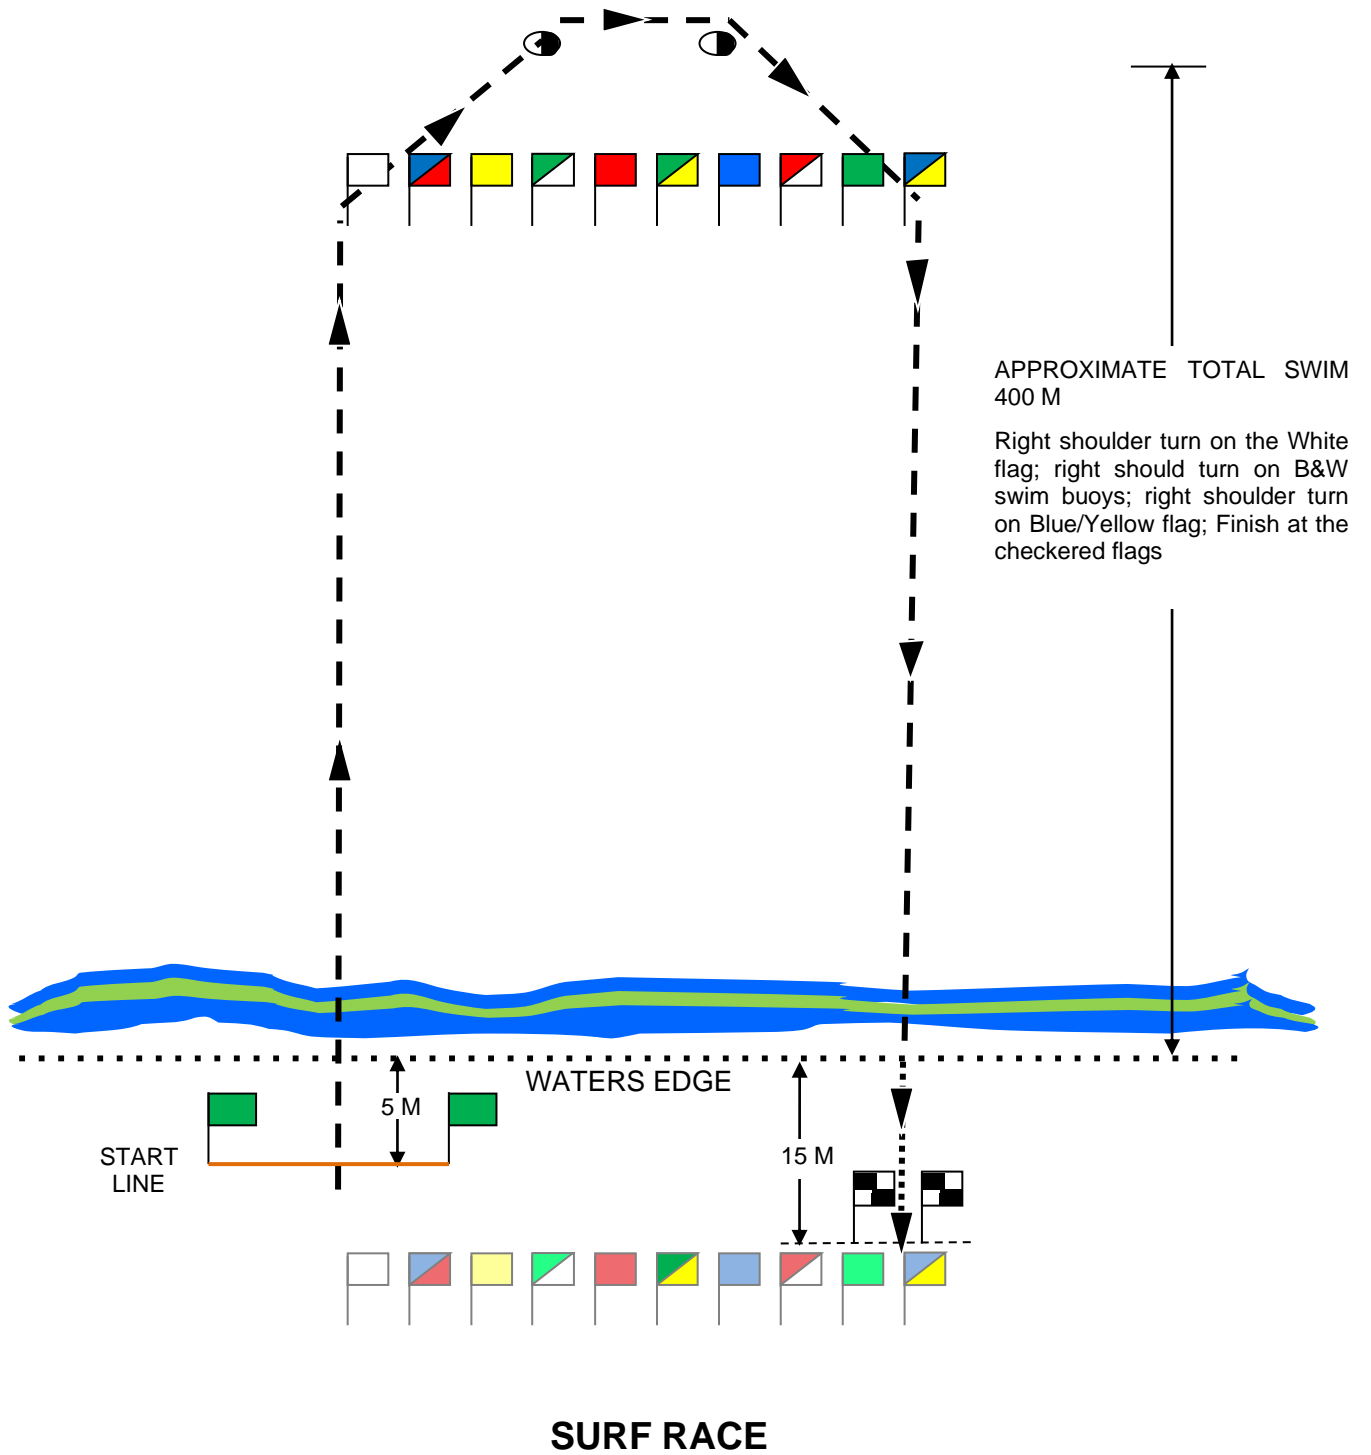 APPROXIMATE TOTAL SWIM
400 M
Right shoulder turn on the White
flag; right should turn on B&W
swim buoys; right shoulder turn
on Blue/Yellow flag; Finish at the
checkered flags
WATERS EDGE
5 M
START
LINE
15 M
SURF RACE